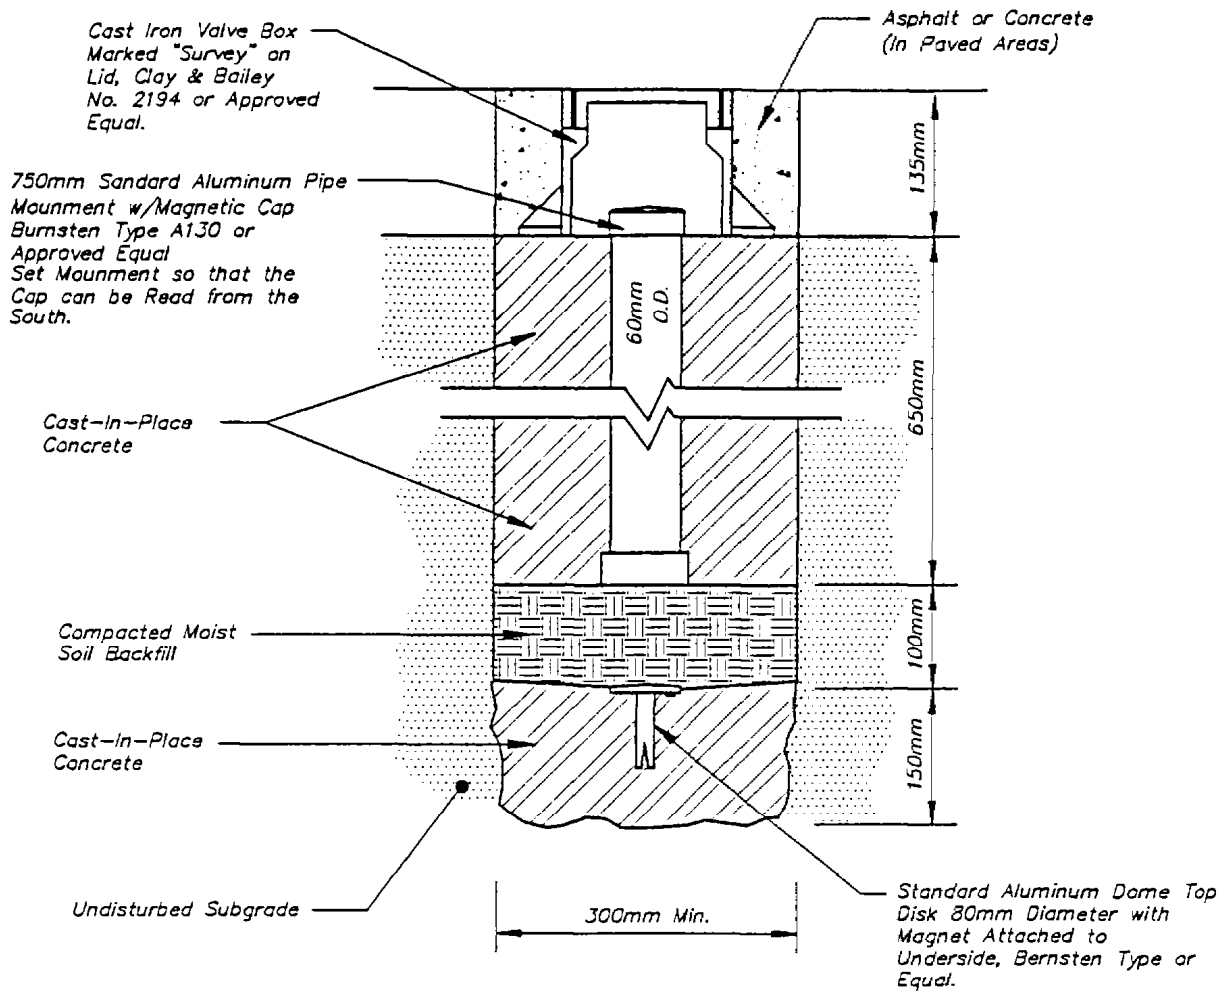 Cast Iron Valve Box
Marked "Survey" on
Lid, Clay & Bailey
No. 2194 or Approved
Equal.
Asphalt or Concrete
(In Paved Areas)
135mm
750mm Sandard Aluminum Pipe
Mounment w/Magnetic Cap
Burnsten Type A130 or
Approved Equal
Set Mounment so that the
Cap can be Read from the
South.
60mm
O.D.
650mm
Cast-In-Place
Concrete
Compacted Moist
Soil Backfill
100mm
Cast-In-Place
Concrete
150mm
Undisturbed Subgrade
300mm Min.
Standard Aluminum Dome Top
Disk 80mm Diameter with
Magnet Attached to
Underside, Bernsten Type or
Equal.